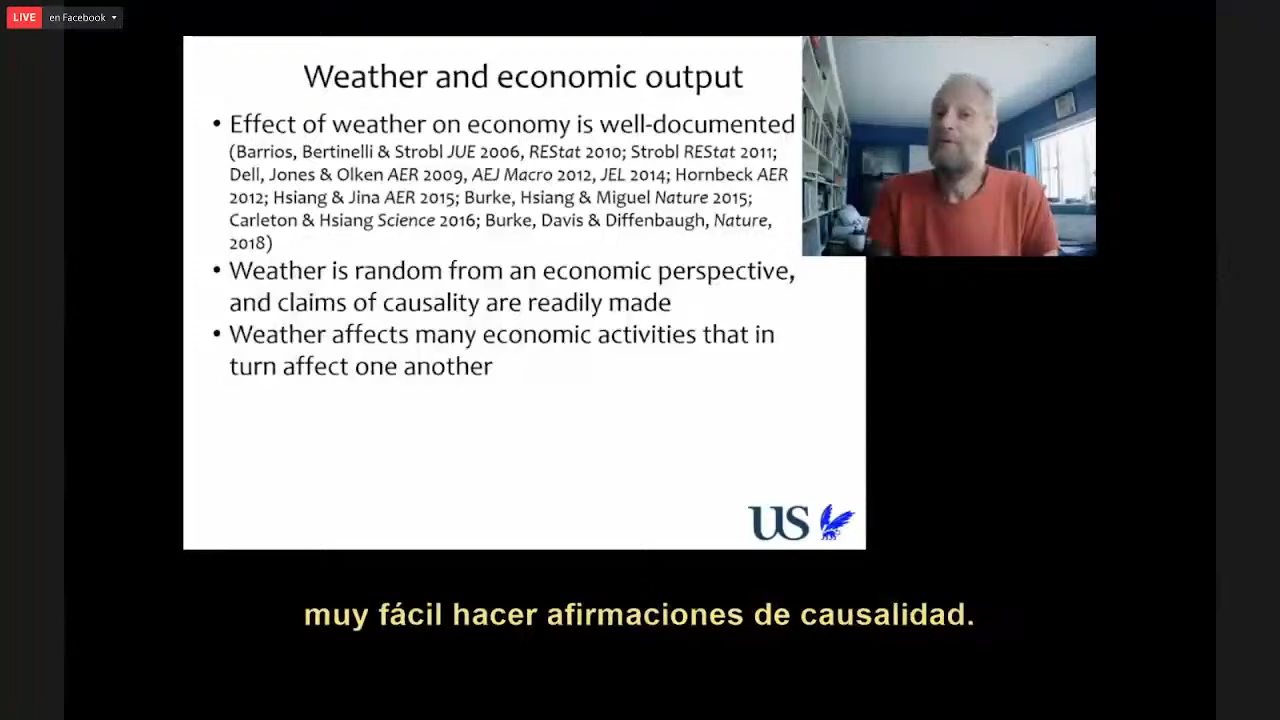 LIVE en Facebook
Weather and economic output
• Effect of weather on economy is well-documented
(Barrios, Bertinelli & Strobl JUE 2006, REStat 2010; Strobl REStat 2011;
Dell, Jones & Olken AER 2009, AEJ Macro 2012, JEL 2014; Hornbeck AER
2012; Hsiang & Jina AER 2015; Burke, Hsiang & Miguel Nature 2015;
Carleton & Hsiang Science 2016; Burke, Davis & Diffenbaugh, Nature,
2018)
• Weather is random from an economic perspective,
and claims of causality are readily made
• Weather affects many economic activities that in
turn affect one another
US
muy fácil hacer afirmaciones de causalidad.